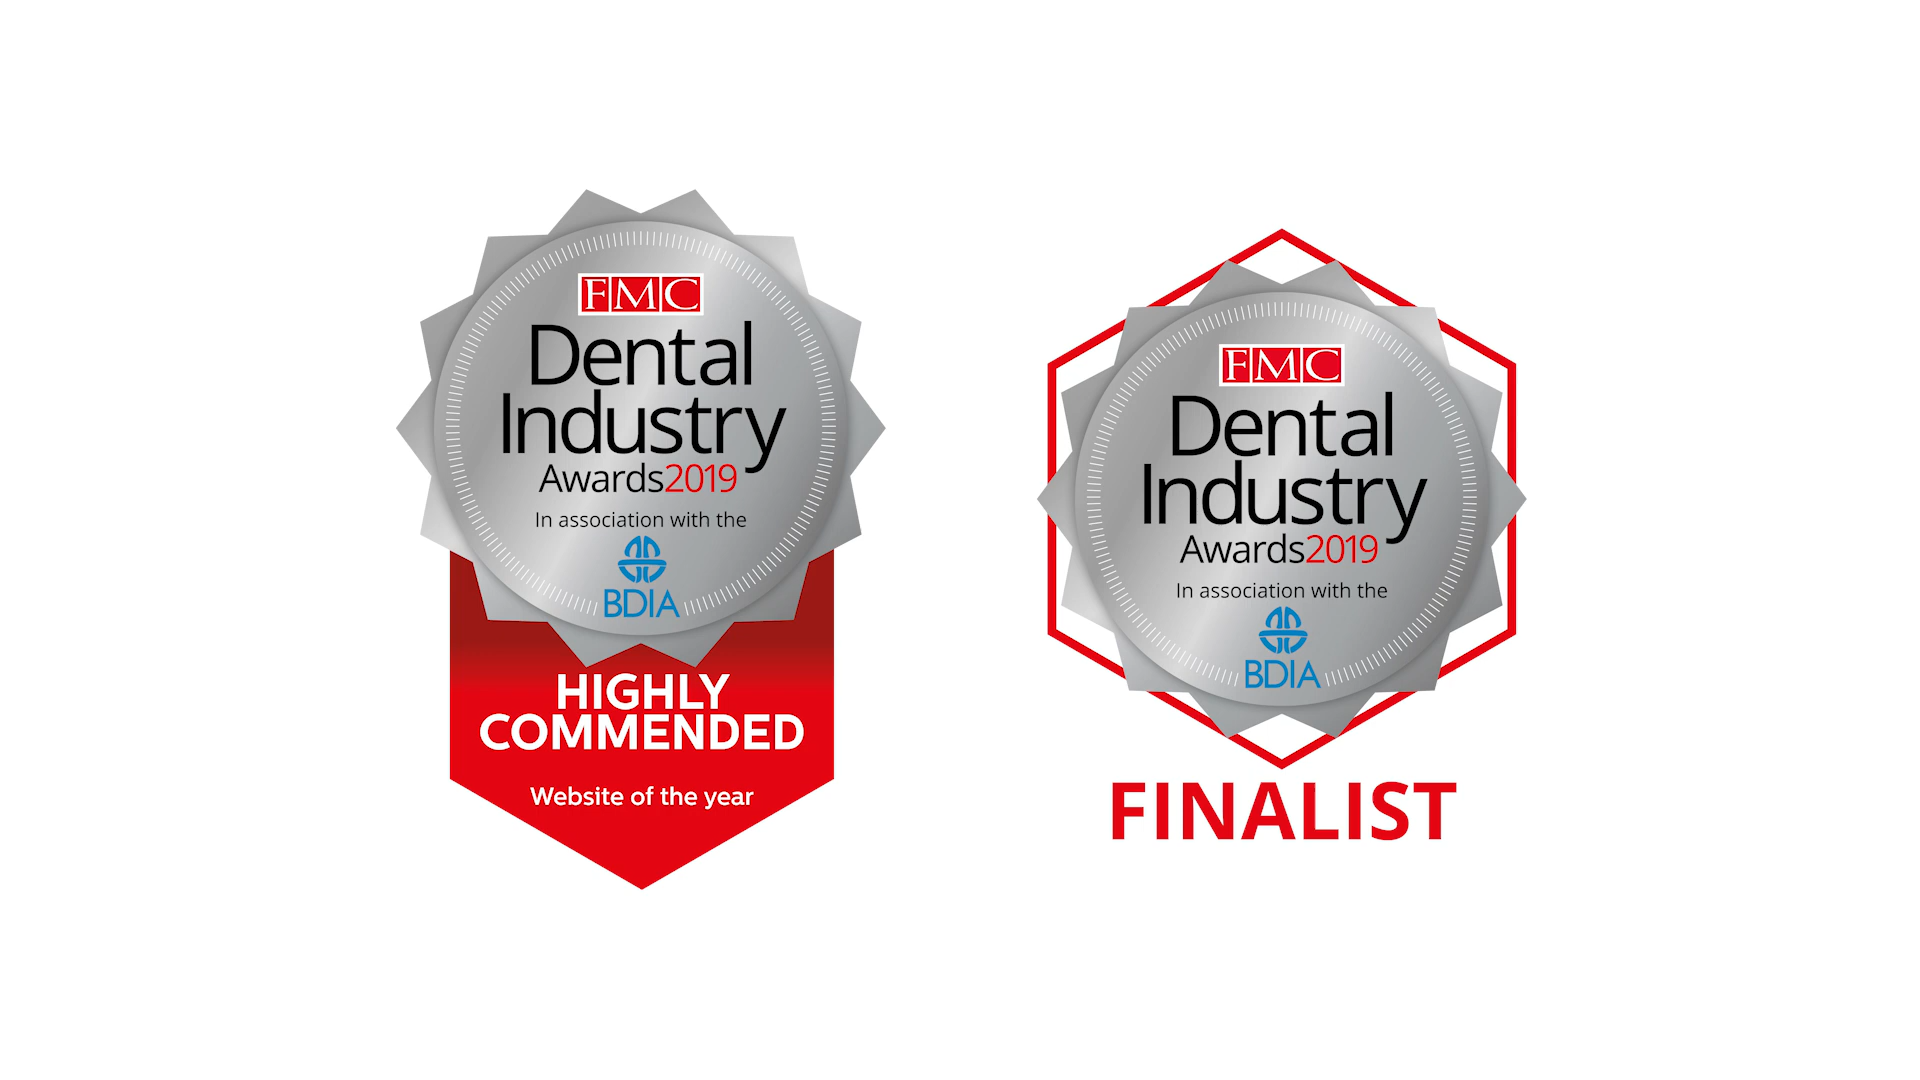 FMC
Dental
Industry
Awards2019
In association with the
BDIA
HIGHLY
COMMENDED
Website of the year
FMC
Dental
Industry
Awards2019
In association with the
BDIA
FINALIST